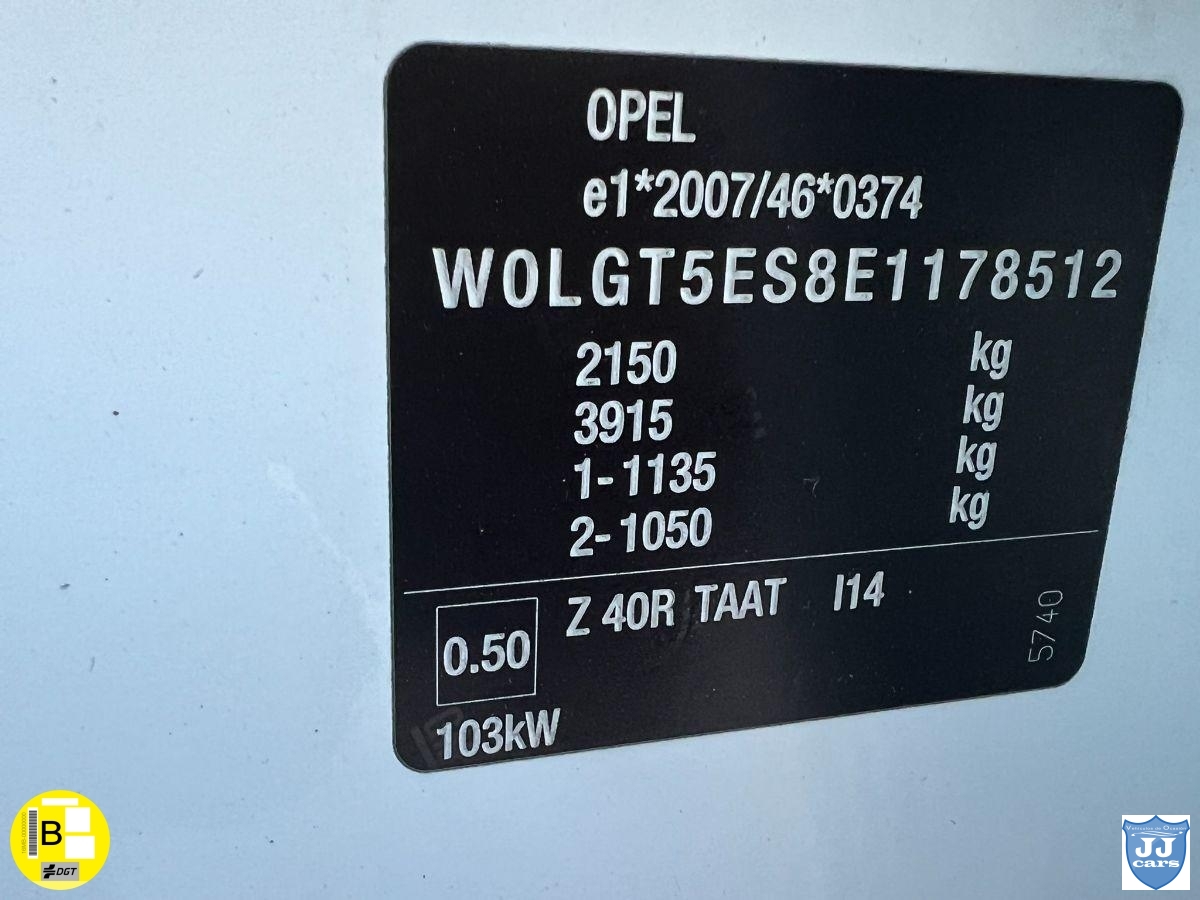 OPEL
e1*2007/46*0374
W0LGT5ES8E1178512
2150 kg
3915 kg
1-1135 kg
2-1050 kg
Z 40R TAAT I14
0.50
5740
103kW
B
DGT
JJ
cars